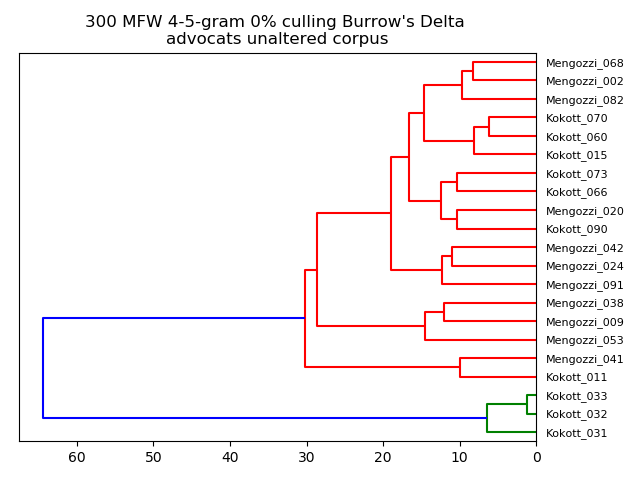 300 MFW 4-5-gram 0% culling Burrow's Delta
advocats unaltered corpus
Mengozzi_068
Mengozzi_002
Mengozzi_082
Kokott_070
Kokott_060
Kokott_015
Kokott_073
Kokott_066
Mengozzi_020
Kokott_090
Mengozzi_042
Mengozzi_024
Mengozzi_091
Mengozzi_038
Mengozzi_009
Mengozzi_053
Mengozzi_041
Kokott_011
Kokott_033
Kokott_032
Kokott_031
60 50 40 30 20 10 0